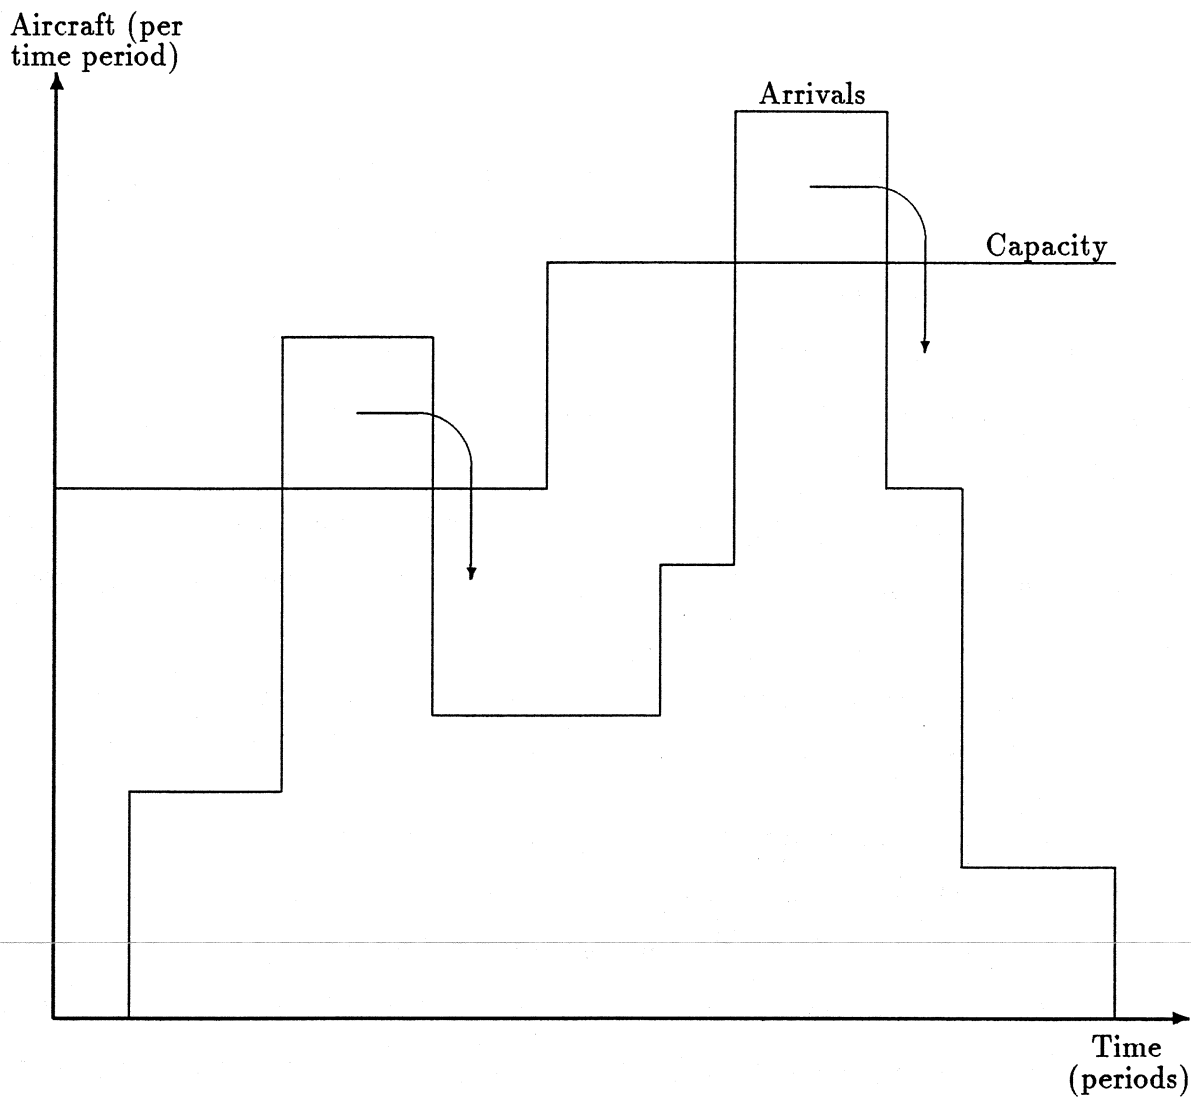 Aircraft (per
time period)
Arrivals
Capacity
Time
(periods)